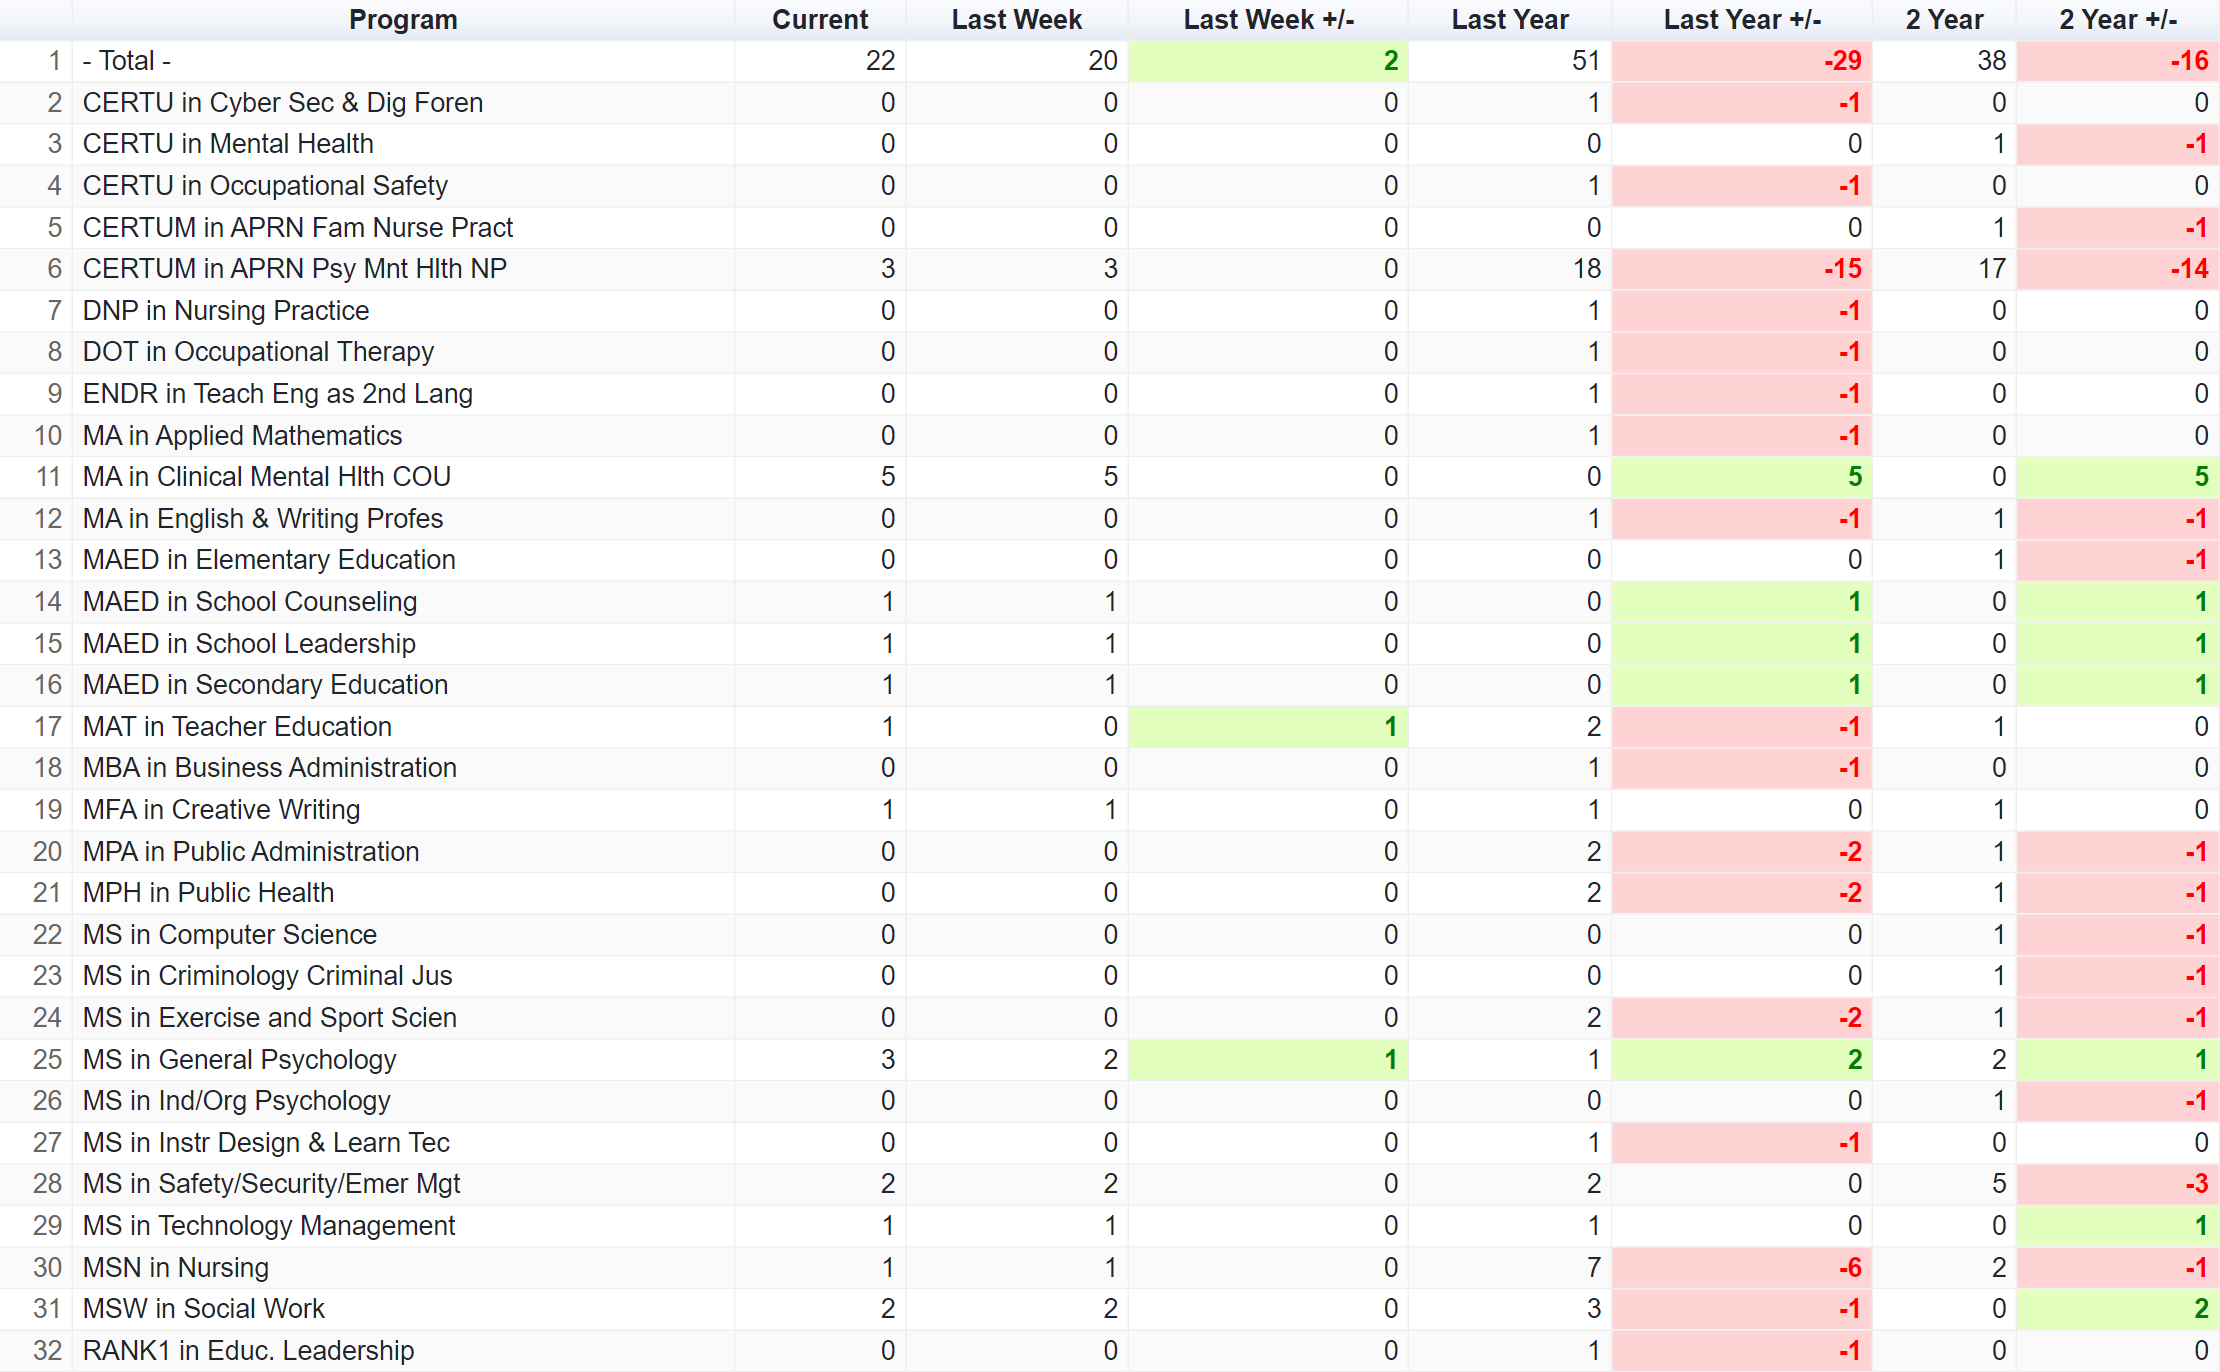 Program Current Last Week Last Week +/- Last Year Last Year +/- 2 Year 2 Year +/-
1 - Total - 22 20 2 51 -29 38 -16
2 CERTU in Cyber Sec & Dig Foren 0 0 0 1 -1 0 0
3 CERTU in Mental Health 0 0 0 0 0 1 -1
4 CERTU in Occupational Safety 0 0 0 1 -1 0 0
5 CERTUM in APRN Fam Nurse Pract 0 0 0 0 0 1 -1
6 CERTUM in APRN Psy Mnt Hlth NP 3 3 0 18 -15 17 -14
7 DNP in Nursing Practice 0 0 0 1 -1 0 0
8 DOT in Occupational Therapy 0 0 0 1 -1 0 0
9 ENDR in Teach Eng as 2nd Lang 0 0 0 1 -1 0 0
10 MA in Applied Mathematics 0 0 0 1 -1 0 0
11 MA in Clinical Mental Hlth COU 5 5 0 0 5 0 5
12 MA in English & Writing Profes 0 0 0 1 -1 1 -1
13 MAED in Elementary Education 0 0 0 0 0 1 -1
14 MAED in School Counseling 1 1 0 0 1 0 1
15 MAED in School Leadership 1 1 0 0 1 0 1
16 MAED in Secondary Education 1 1 0 0 1 0 1
17 MAT in Teacher Education 1 0 1 2 -1 1 0
18 MBA in Business Administration 0 0 0 1 -1 0 0
19 MFA in Creative Writing 1 1 0 1 0 1 0
20 MPA in Public Administration 0 0 0 2 -2 1 -1
21 MPH in Public Health 0 0 0 2 -2 1 -1
22 MS in Computer Science 0 0 0 0 0 1 -1
23 MS in Criminology Criminal Jus 0 0 0 0 0 1 -1
24 MS in Exercise and Sport Scien 0 0 0 2 -2 1 -1
25 MS in General Psychology 3 2 1 1 2 2 1
26 MS in Ind/Org Psychology 0 0 0 0 0 1 -1
27 MS in Instr Design & Learn Tec 0 0 0 1 -1 0 0
28 MS in Safety/Security/Emer Mgt 2 2 0 2 0 5 -3
29 MS in Technology Management 1 1 0 1 0 0 1
30 MSN in Nursing 1 1 0 7 -6 2 -1
31 MSW in Social Work 2 2 0 3 -1 0 2
32 RANK1 in Educ. Leadership 0 0 0 1 -1 0 0